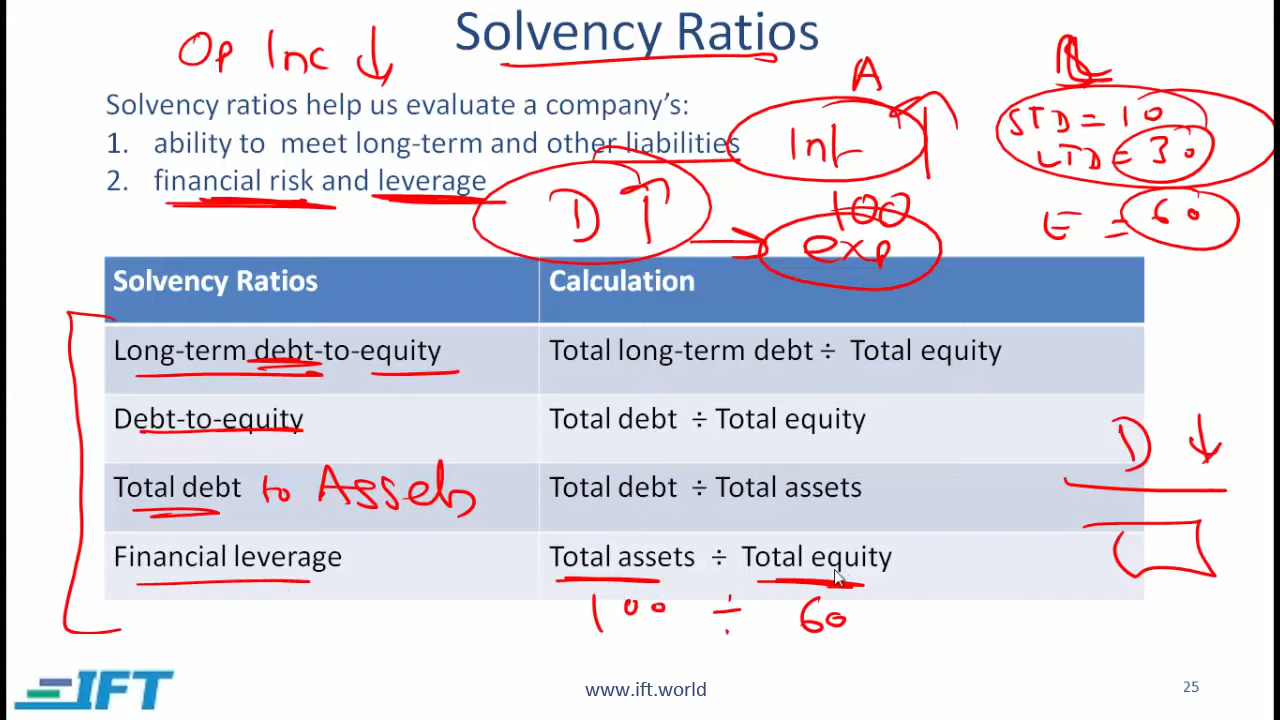 Solvency Ratios
Op Inc ↓
A
Solvency ratios help us evaluate a company's:
STD = 10
1. ability to meet long-term and other liabilities
Int ↑
LTD = 30
2. financial risk and leverage
D ↑
100
E = 60
exp
Solvency Ratios Calculation
Long-term debt-to-equity Total long-term debt ÷ Total equity
Debt-to-equity Total debt ÷ Total equity
D ↓
Total debt to Assets Total debt ÷ Total assets
Financial leverage Total assets ÷ Total equity
100 ÷ 60
IFT
www.ift.world
25